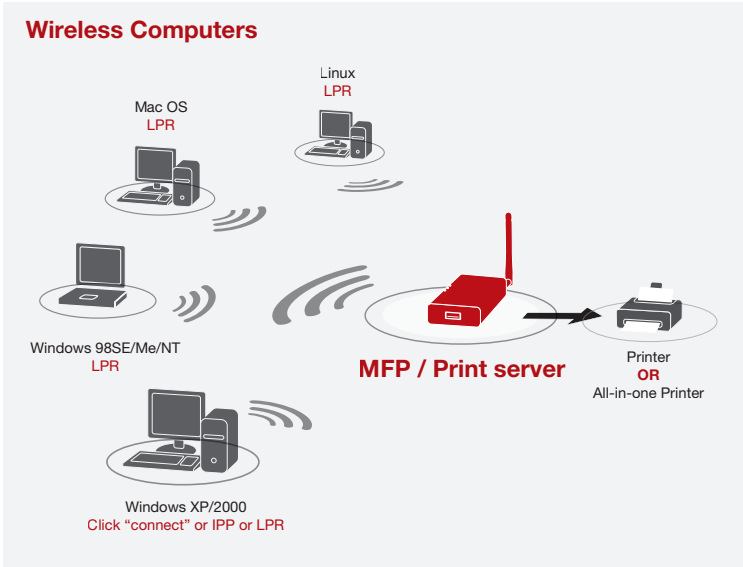 Wireless Computers
Linux
LPR
Mac OS
LPR
Windows 98SE/Me/NT
LPR
MFP / Print server
Printer
OR
All-in-one Printer
Windows XP/2000
Click “connect” or IPP or LPR